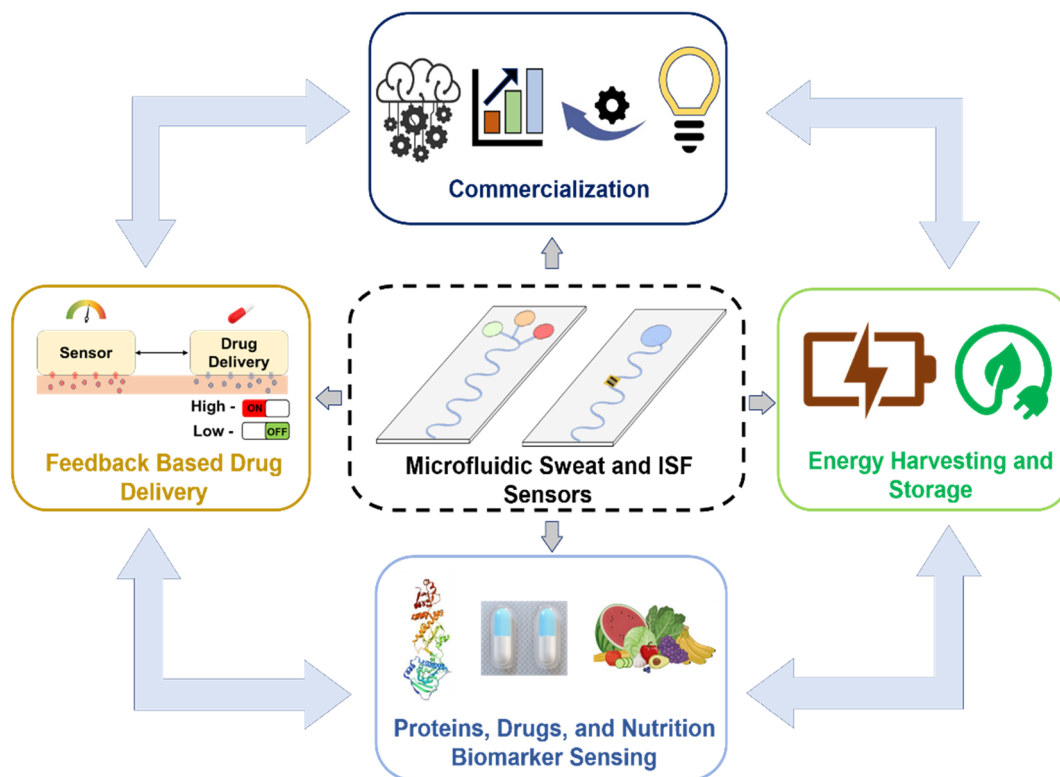 Commercialization
Sensor
Drug
Delivery
High - ON
Low - OFF
Feedback Based Drug
Delivery
Microfluidic Sweat and ISF
Sensors
Energy Harvesting and
Storage
Proteins, Drugs, and Nutrition
Biomarker Sensing